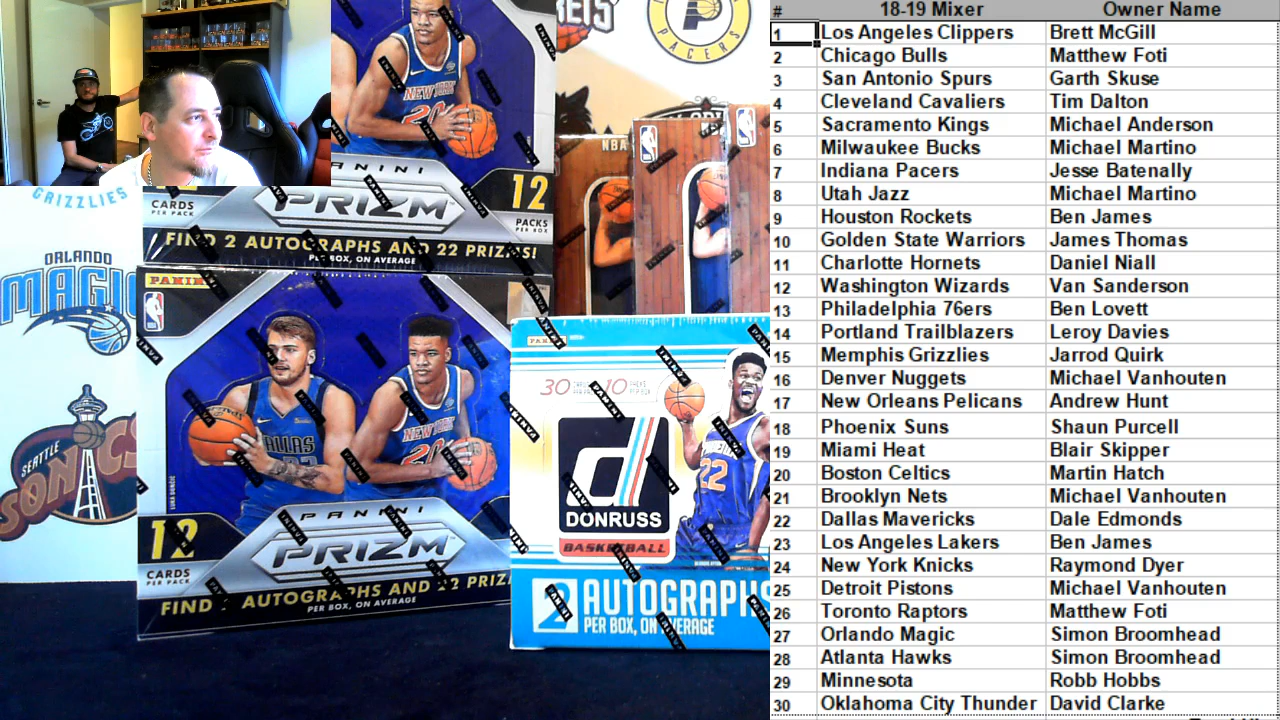 # 18-19 Mixer Owner Name
1 Los Angeles Clippers Brett McGill
2 Chicago Bulls Matthew Foti
3 San Antonio Spurs Garth Skuse
4 Cleveland Cavaliers Tim Dalton
5 Sacramento Kings Michael Anderson
6 Milwaukee Bucks Michael Martino
7 Indiana Pacers Jesse Batenally
8 Utah Jazz Michael Martino
9 Houston Rockets Ben James
10 Golden State Warriors James Thomas
11 Charlotte Hornets Daniel Niall
12 Washington Wizards Van Sanderson
13 Philadelphia 76ers Ben Lovett
14 Portland Trailblazers Leroy Davies
15 Memphis Grizzlies Jarrod Quirk
16 Denver Nuggets Michael Vanhouten
17 New Orleans Pelicans Andrew Hunt
18 Phoenix Suns Shaun Purcell
19 Miami Heat Blair Skipper
20 Boston Celtics Martin Hatch
21 Brooklyn Nets Michael Vanhouten
22 Dallas Mavericks Dale Edmonds
23 Los Angeles Lakers Ben James
24 New York Knicks Raymond Dyer
25 Detroit Pistons Michael Vanhouten
26 Toronto Raptors Matthew Foti
27 Orlando Magic Simon Broomhead
28 Atlanta Hawks Simon Broomhead
29 Minnesota Robb Hobbs
30 Oklahoma City Thunder David Clarke
PACERS
NEW YORK
PANINI
PRIZM
CARDS
PER PACK
12
PACKS
PER BOX
FIND 2 AUTOGRAPHS AND 22 PRIZMS!
PER BOX, ON AVERAGE
NBA
GRIZZLIES
ORLANDO
MAGIC
SEATTLE
SONICS
PANINI
NEW YORK
PANINI
PRIZM
12
CARDS
PER PACK
FIND 2 AUTOGRAPHS AND 22 PRIZ
PER BOX, ON AVERAGE
PANINI
30 10
22
DONRUSS
BASKETBALL
2 AUTOGRAPHS
PER BOX, ON AVERAGE